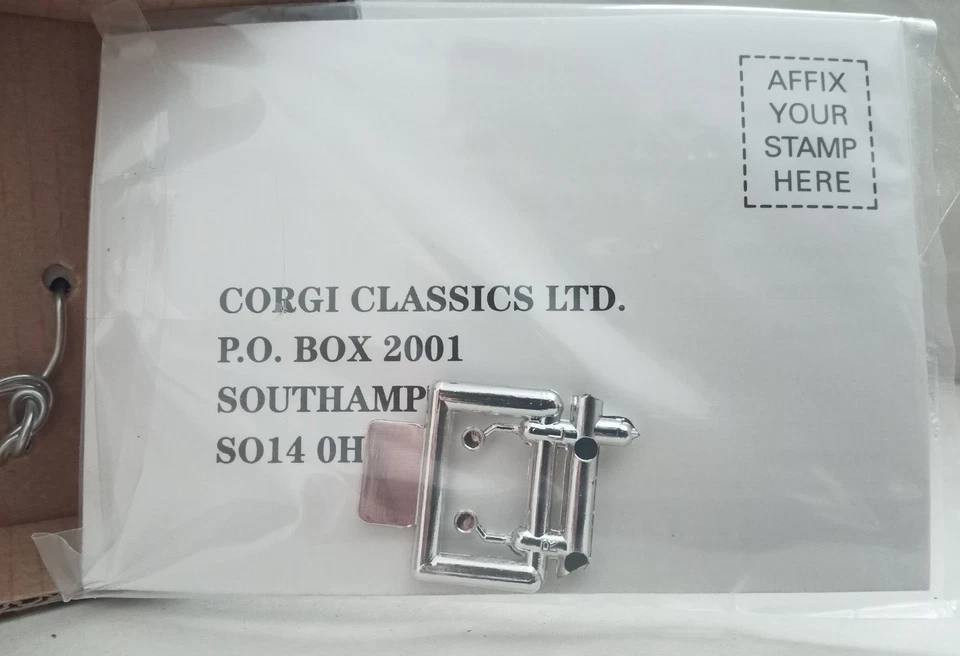 AFFIX
YOUR
STAMP
HERE
CORGI CLASSICS LTD.
P.O. BOX 2001
SOUTHAMP
SO14 0H